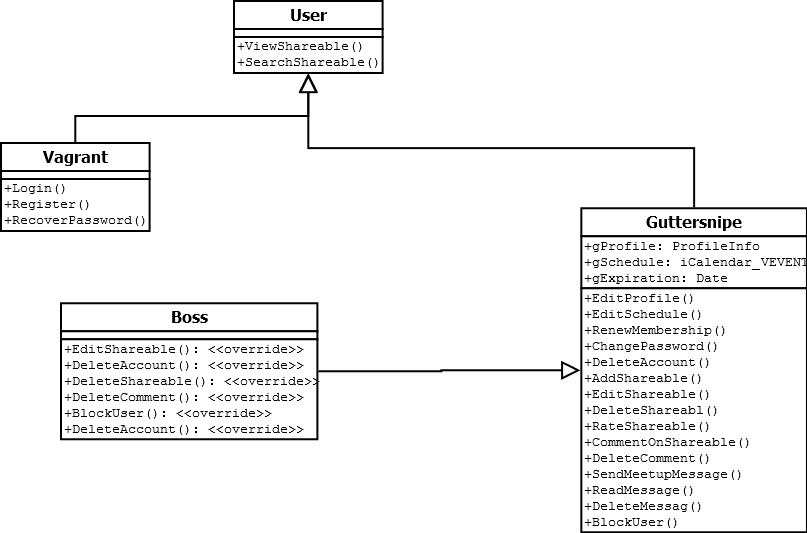 User
+ViewShareable()
+SearchShareable()
Vagrant
+Login()
+Register()
+RecoverPassword()
Guttersnipe
+gProfile: ProfileInfo
+gSchedule: iCalendar_VEVENT
+gExpiration: Date
+EditProfile()
+EditSchedule()
+RenewMembership()
+ChangePassword()
+DeleteAccount()
+AddShareable()
+EditShareable()
+DeleteShareabl()
+RateShareable()
+CommentOnShareable()
+DeleteComment()
+SendMeetupMessage()
+ReadMessage()
+DeleteMessag()
+BlockUser()
Boss
+EditShareable(): <<override>>
+DeleteAccount(): <<override>>
+DeleteShareable(): <<override>>
+DeleteComment(): <<override>>
+BlockUser(): <<override>>
+DeleteAccount(): <<override>>